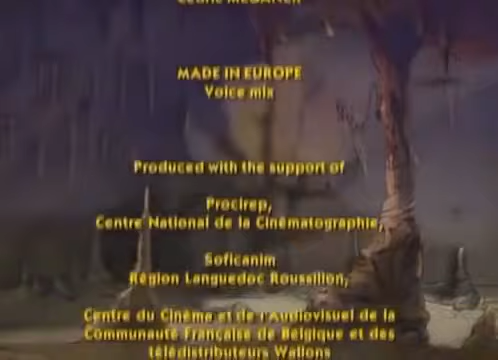 MADE IN EUROPE
Voice mix
Produced with the support of
Procirep,
Centre National de la Cinématographie,
Soficanim
Région Languedoc Roussillon,
Centre du Cinéma et de l'Audiovisuel de la
Communauté Française de Belgique et des
télédistributeurs Wallons